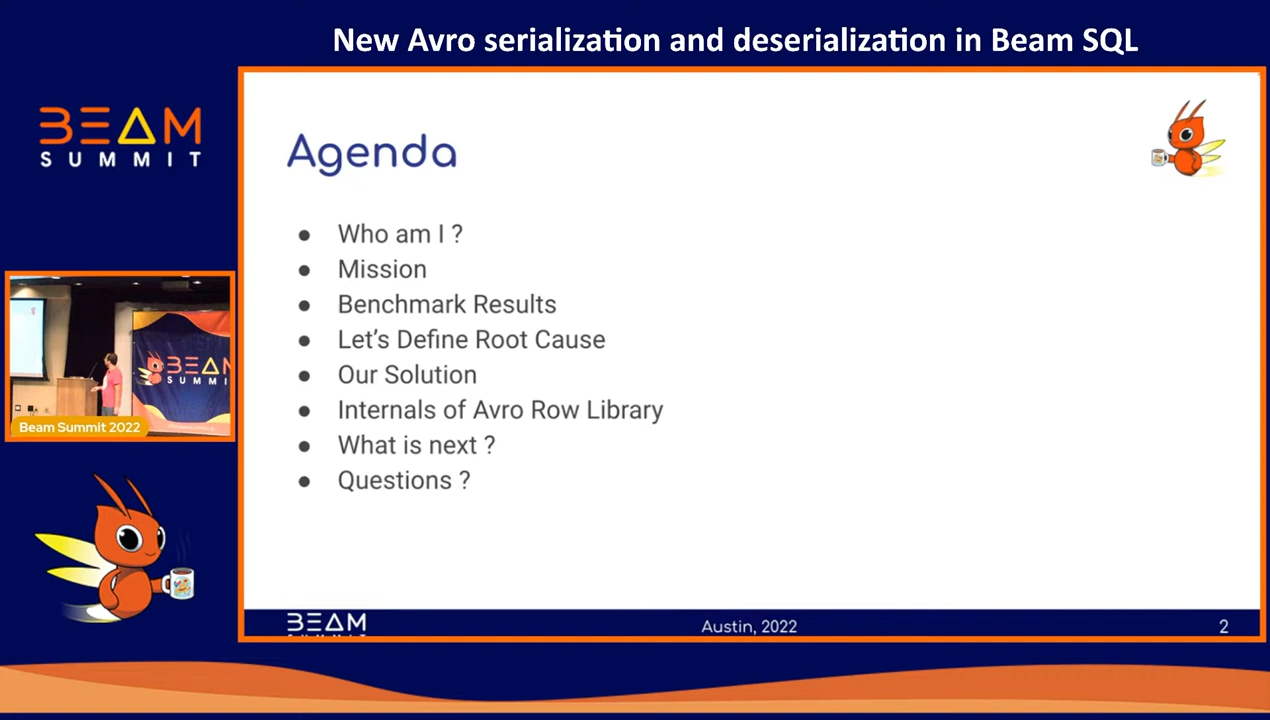 New Avro serialization and deserialization in Beam SQL
BEAM
SUMMIT
Agenda
● Who am I ?
● Mission
● Benchmark Results
● Let's Define Root Cause
● Our Solution
● Internals of Avro Row Library
● What is next ?
● Questions ?
BEAM
SUMMI
Beam Summit 2022
BEAM
Austin, 2022
2